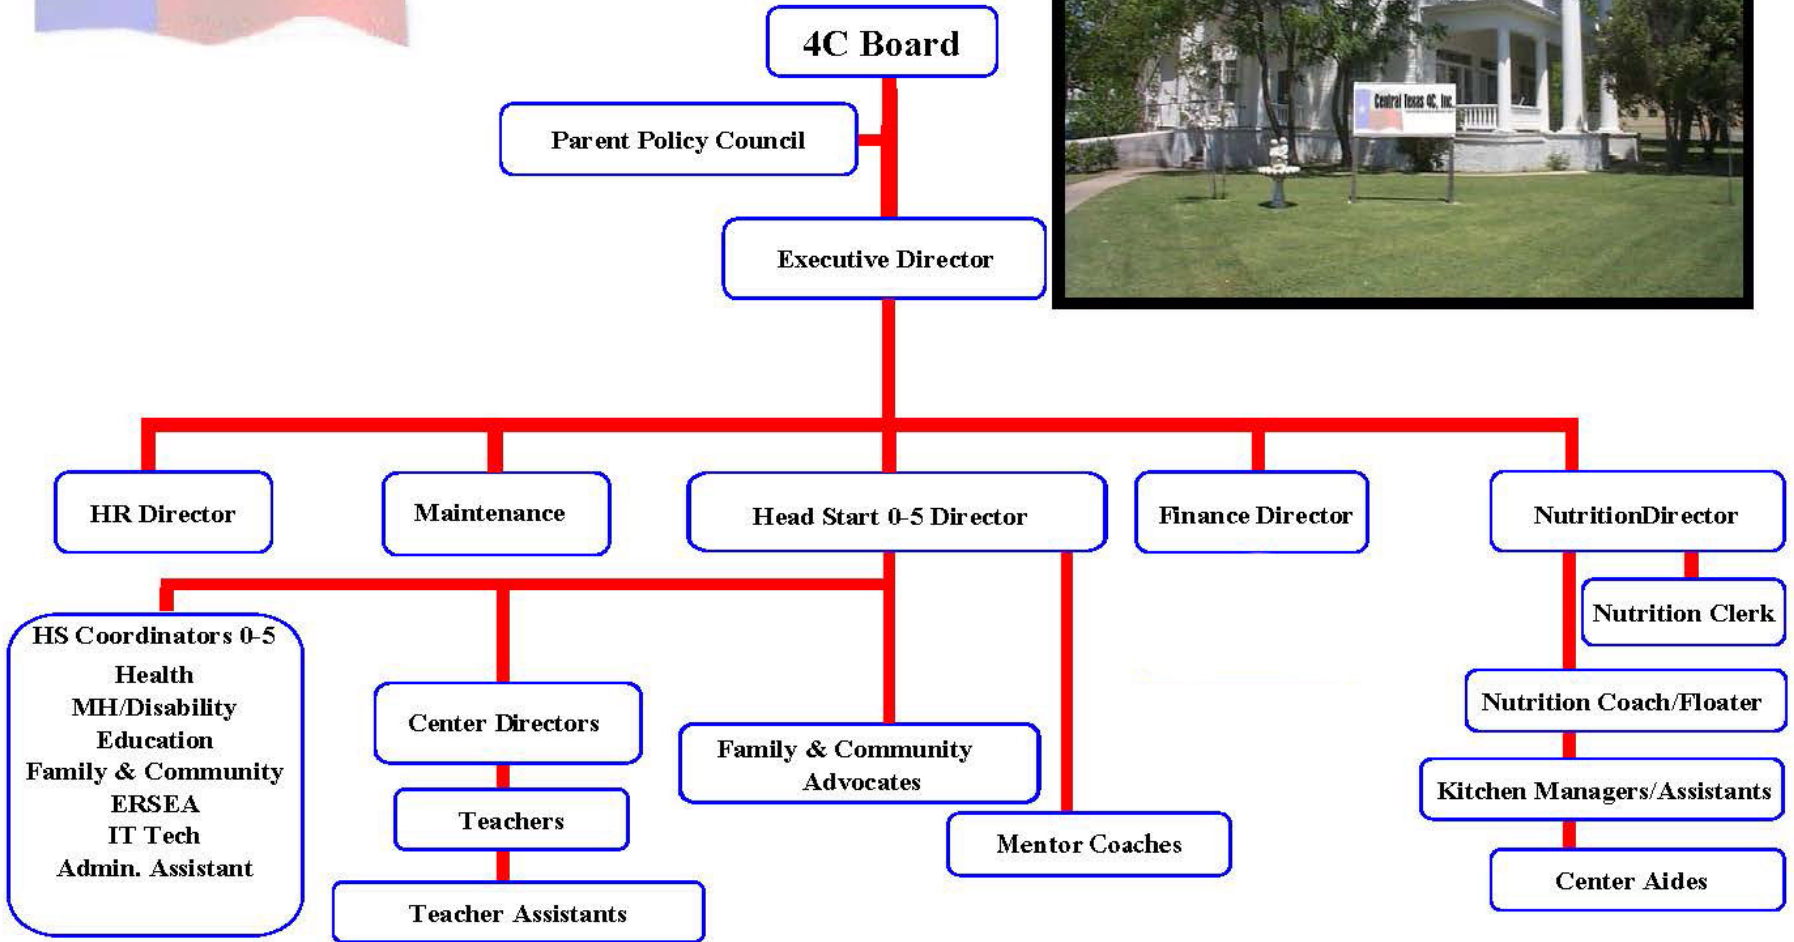 4C Board
Central Texas 4C, Inc.
Parent Policy Council
Executive Director
HR Director
Maintenance
Head Start 0-5 Director
Finance Director
NutritionDirector
HS Coordinators 0-5
Health
MH/Disability
Education
Family & Community
ERSEA
IT Tech
Admin. Assistant
Center Directors
Teachers
Teacher Assistants
Family & Community
Advocates
Mentor Coaches
Nutrition Clerk
Nutrition Coach/Floater
Kitchen Managers/Assistants
Center Aides